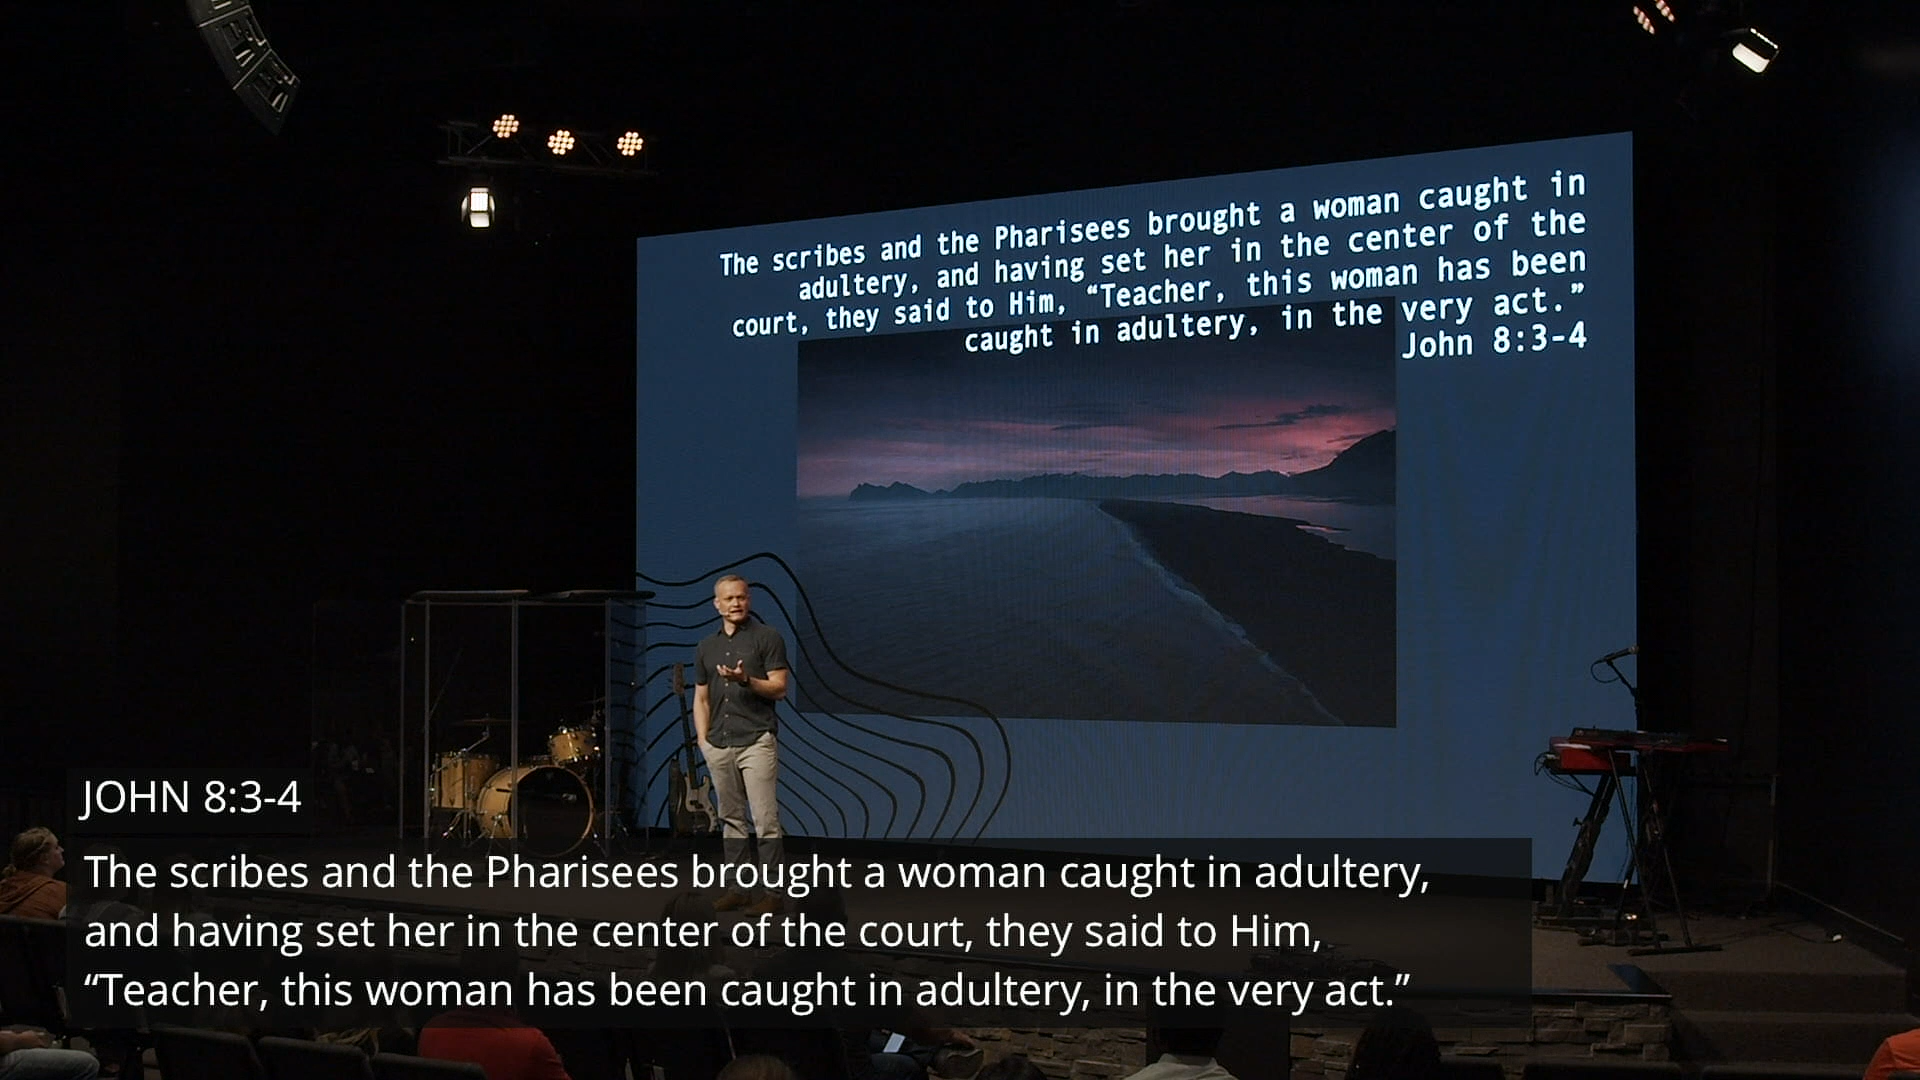 The scribes and the Pharisees brought a woman caught in
adultery, and having set her in the center of the
court, they said to Him, “Teacher, this woman has been
caught in adultery, in the very act.”
John 8:3-4
JOHN 8:3-4
The scribes and the Pharisees brought a woman caught in adultery,
and having set her in the center of the court, they said to Him,
“Teacher, this woman has been caught in adultery, in the very act.”